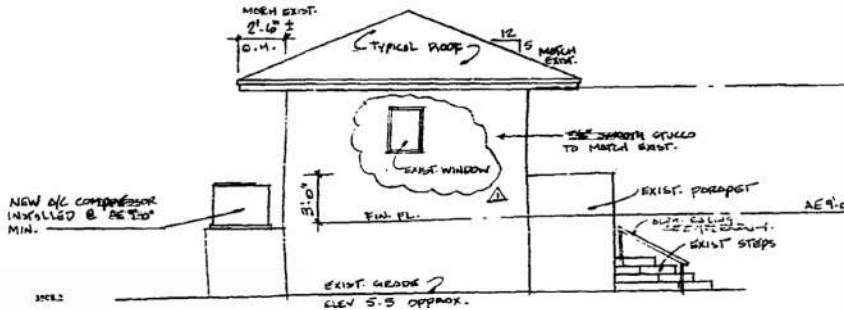 MATCH EXIST.
2'-6" ±
O.H.
TYPICAL ROOF
12
5
MATCH
EXIST.
SMOOTH STUCCO
TO MATCH EXIST.
EXIST. WINDOW
3'-0"
1
NEW A/C COMPRESSOR
INSTALLED @
MIN.
FIN. FL.
EXIST. PARAPET
EXIST STEPS
EXIST. GRADE
ELEV 5.5 APPROX.